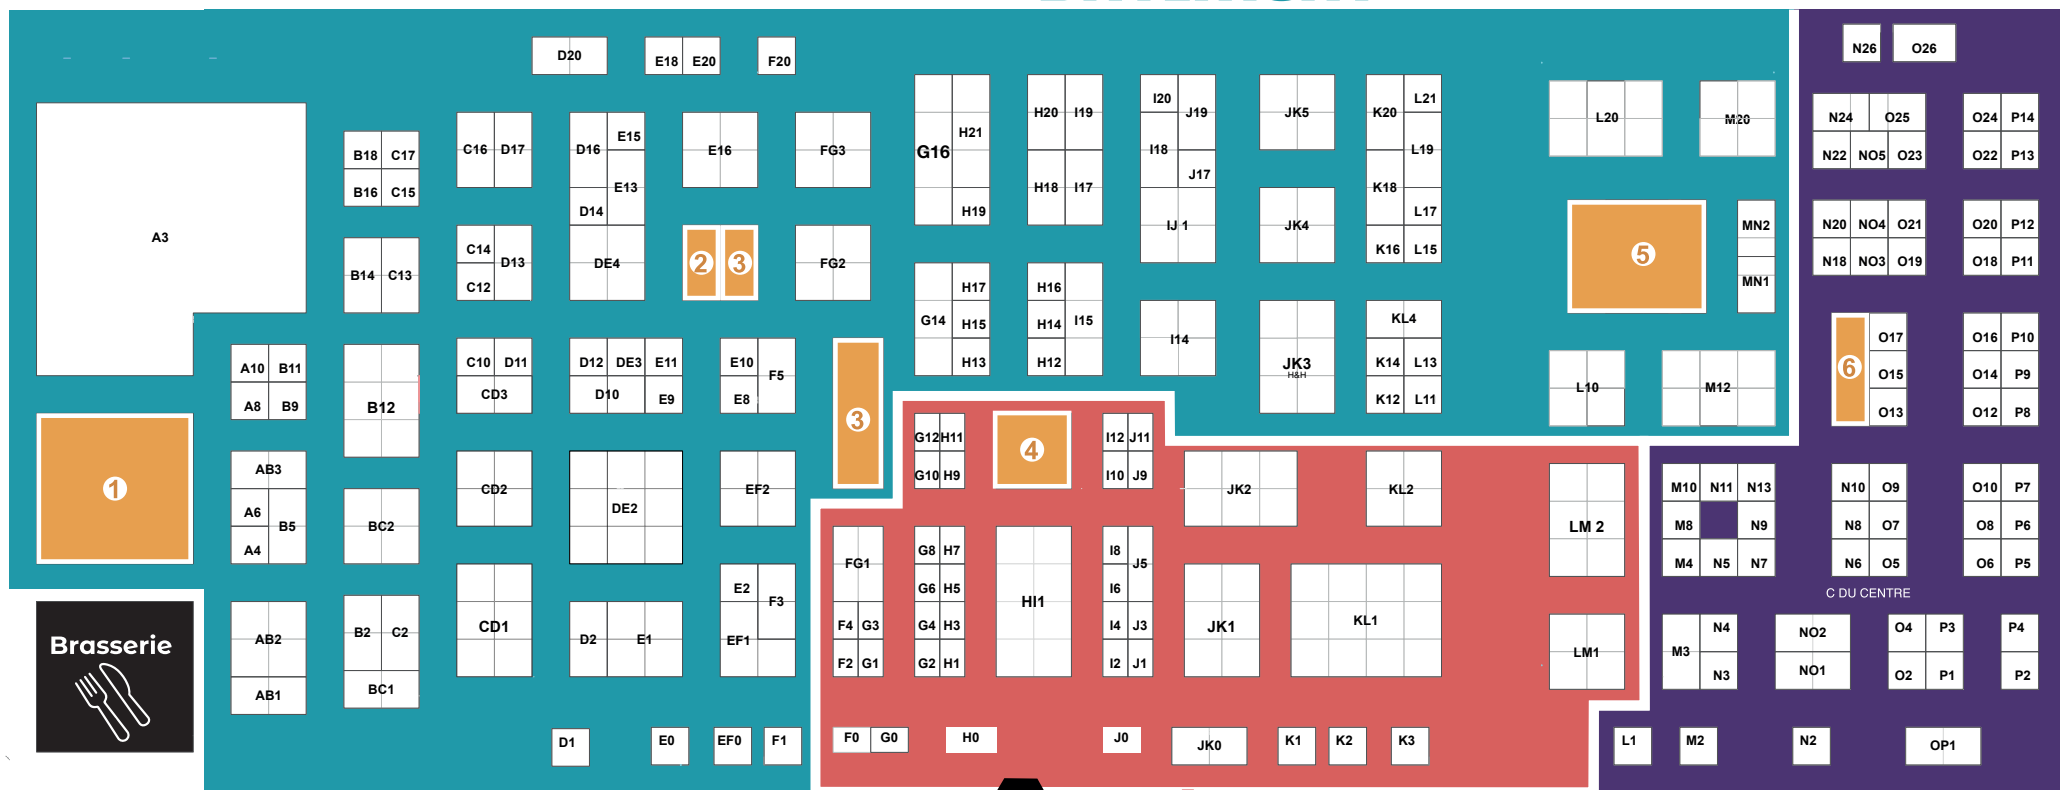 D20 E18 E20 F20 N26 O26
H20 I19 I20 J19 JK5 K20 L21 L20 M20 N24 O25 O24 P14
B18 C17 C16 D17 D16 E15 E16 FG3 G16 H21 I18 L19 N22 NO5 O23 O22 P13
B16 C15 E13 H18 I17 J17 K18
A3 D14 H19 IJ 1 JK4 L17 MN2 N20 NO4 O21 O20 P12
B14 C13 C14 D13 DE4 2 3 FG2 K16 L15 5 N18 NO3 O19 O18 P11
C12 H17 H16 MN1
G14 H15 H14 I15 I14 KL4 O17 O16 P10
A10 B11 C10 D11 D12 DE3 E11 E10 F5 H13 H12 JK3 K14 L13 6 O15 O14 P9
H&H
A8 B9 B12 CD3 D10 E9 E8 3 K12 L11 L10 M12 O13 O12 P8
G12 H11 4 I12 J11
AB3 G10 H9 I10 J9
1 CD2 EF2 JK2 KL2 M10 N11 N13 N10 O9 O10 P7
A6 B5 BC2 DE2 LM 2 M8 N9 N8 O7 O8 P6
A4 FG1 G8 H7 I8 J5 M4 N5 N7 N6 O5 O6 P5
E2 F3 G6 H5 HI1 I6 C DU CENTRE
Brasserie AB2 B2 C2 CD1 D2 E1 EF1 F4 G3 G4 H3 I4 J3 JK1 KL1 LM1 M3 N4 NO2 O4 P3 P4
F2 G1 G2 H1 I2 J1 N3 NO1 O2 P1 P2
AB1 BC1
D1 E0 EF0 F1 F0 G0 H0 J0 JK0 K1 K2 K3 L1 M2 N2 OP1